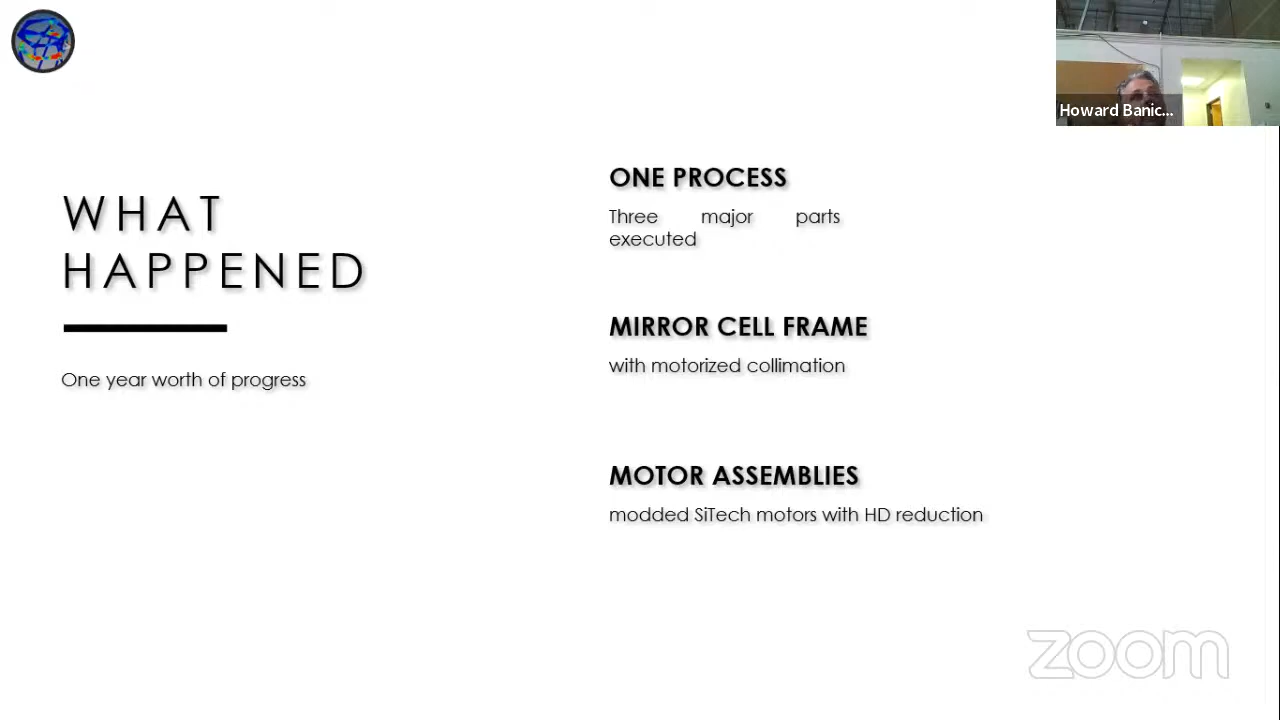 Howard Banic...
WHAT
HAPPENED
One year worth of progress
ONE PROCESS
Three major parts
executed
MIRROR CELL FRAME
with motorized collimation
MOTOR ASSEMBLIES
modded SiTech motors with HD reduction
zoom